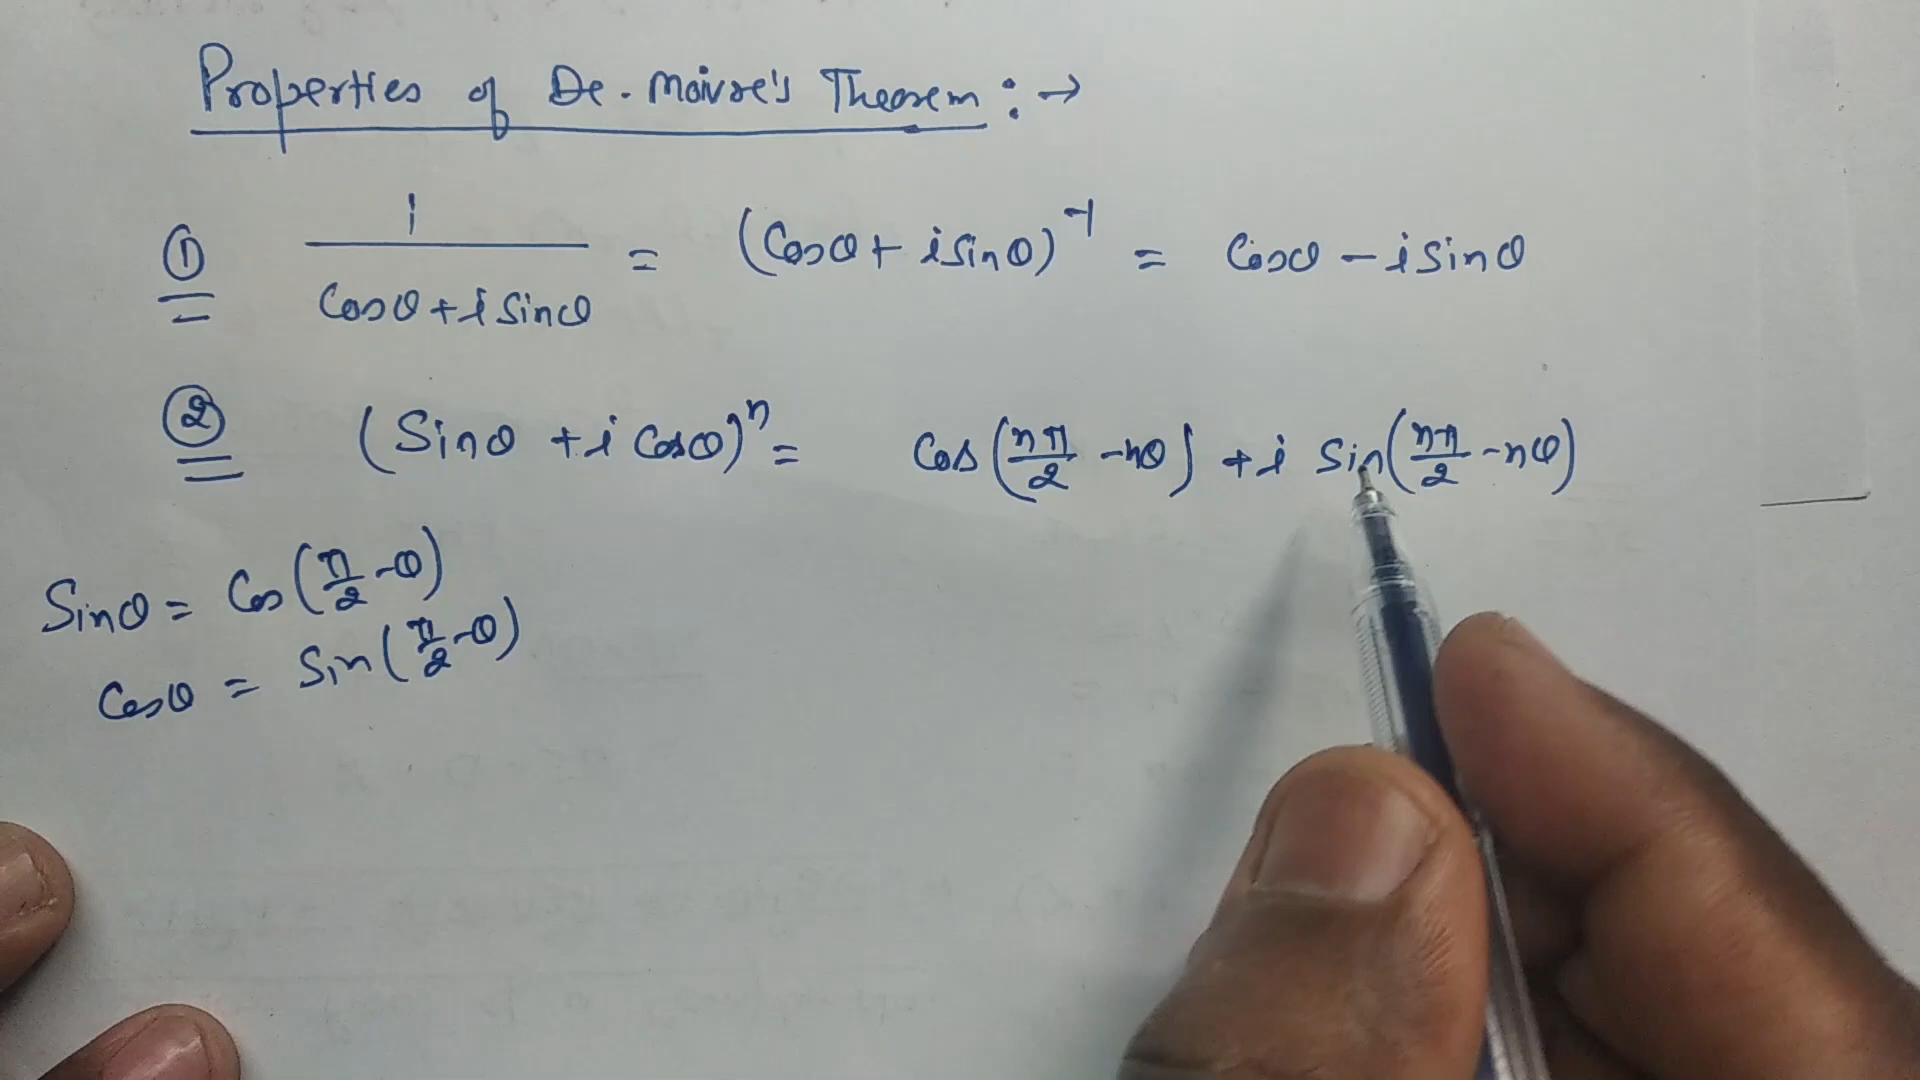 Properties of De. Moivre's Theorem : →
① 1/(Cosθ + i Sinθ) = (Cosθ + i Sinθ)⁻¹ = Cosθ − i Sinθ
② (Sinθ + i Cosθ)ⁿ = Cos(nπ/2 − nθ) + i Sin(nπ/2 − nθ)
Sinθ = Cos(π/2 − θ)
Cosθ = Sin(π/2 − θ)